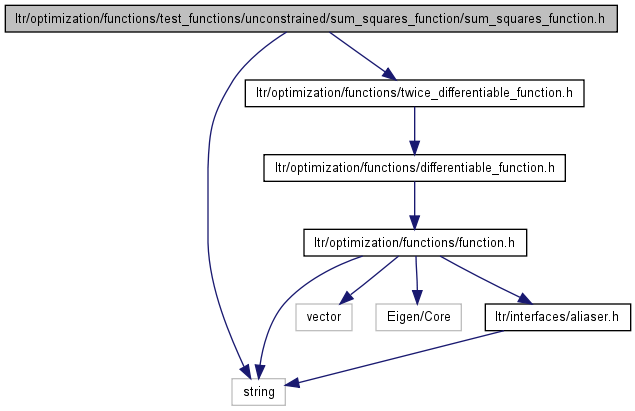 ltr/optimization/functions/test_functions/unconstrained/sum_squares_function/sum_squares_function.h
ltr/optimization/functions/twice_differentiable_function.h
ltr/optimization/functions/differentiable_function.h
ltr/optimization/functions/function.h
vector
Eigen/Core
ltr/interfaces/aliaser.h
string